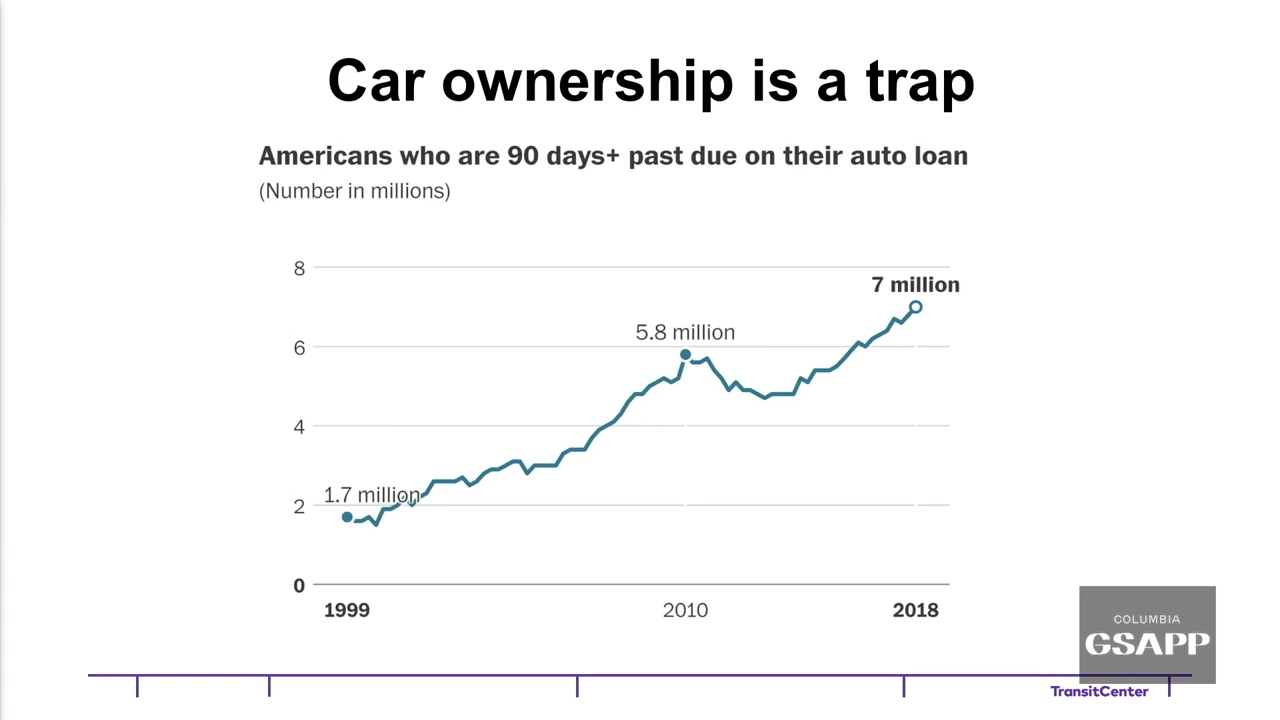 Car ownership is a trap
Americans who are 90 days+ past due on their auto loan
(Number in millions)
8
7 million
5.8 million
6
4
1.7 million
2
0
1999
2010
2018
COLUMBIA
GSAPP
TransitCenter